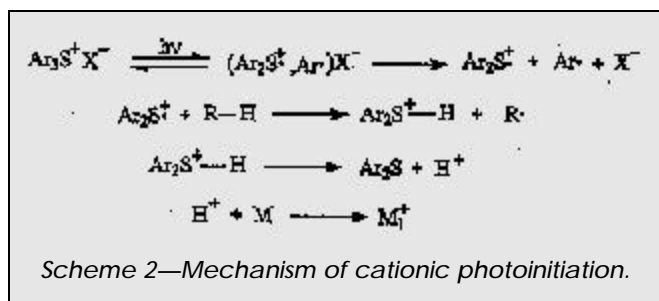 Ar₃S⁺X⁻ ⇌ hν (Ar₂S⁺·, Ar·)X⁻ ⟶ Ar₂S⁺· + Ar· + X⁻
Ar₂S⁺· + R—H ⟶ Ar₂S⁺—H + R·
Ar₂S⁺—H ⟶ Ar₂S + H⁺
H⁺ + M ⟶ M₁⁺
Scheme 2—Mechanism of cationic photoinitiation.